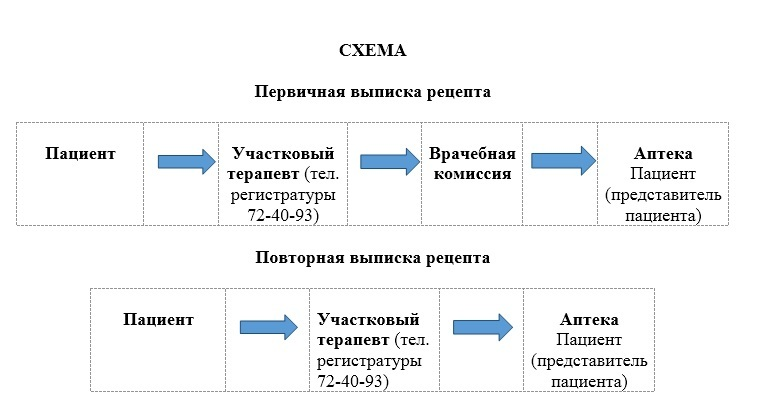 СХЕМА
Первичная выписка рецепта
Пациент
Участковый
терапевт (тел.
регистратуры
72-40-93)
Врачебная
комиссия
Аптека
Пациент
(представитель
пациента)
Повторная выписка рецепта
Пациент
Участковый
терапевт (тел.
регистратуры
72-40-93)
Аптека
Пациент
(представитель
пациента)